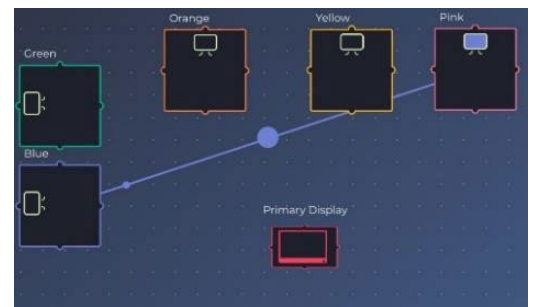 Orange
Yellow
Pink
Green
Blue
Primary Display